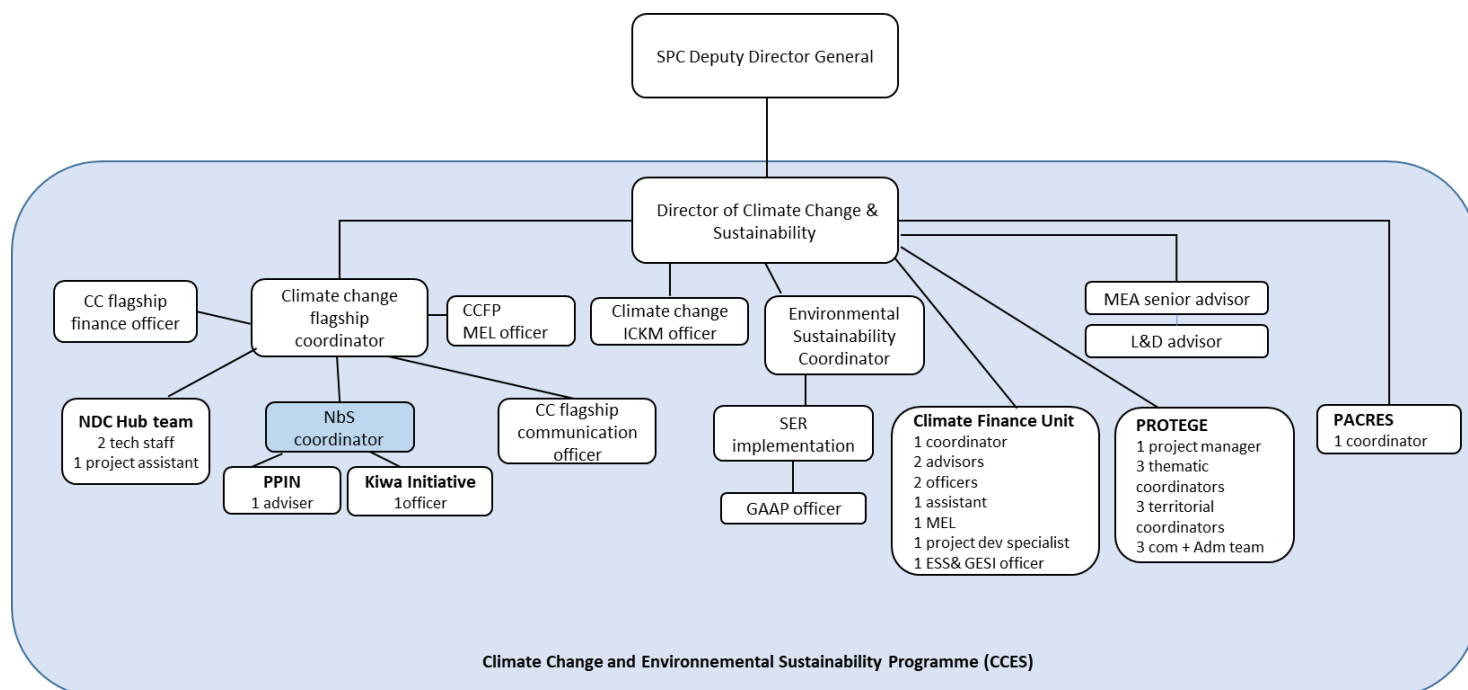 SPC Deputy Director General
Director of Climate Change &
Sustainability
CC flagship
finance officer
Climate change
flagship
coordinator
CCFP
MEL officer
Climate change
ICKM officer
Environmental
Sustainability
Coordinator
MEA senior advisor
L&D advisor
NDC Hub team
2 tech staff
1 project assistant
NbS
coordinator
CC flagship
communication
officer
PPIN
1 adviser
Kiwa Initiative
1officer
SER
implementation
GAAP officer
Climate Finance Unit
1 coordinator
2 advisors
2 officers
1 assistant
1 MEL
1 project dev specialist
1 ESS& GESI officer
PROTEGE
1 project manager
3 thematic
coordinators
3 territorial
coordinators
3 com + Adm team
PACRES
1 coordinator
Climate Change and Environnemental Sustainability Programme (CCES)